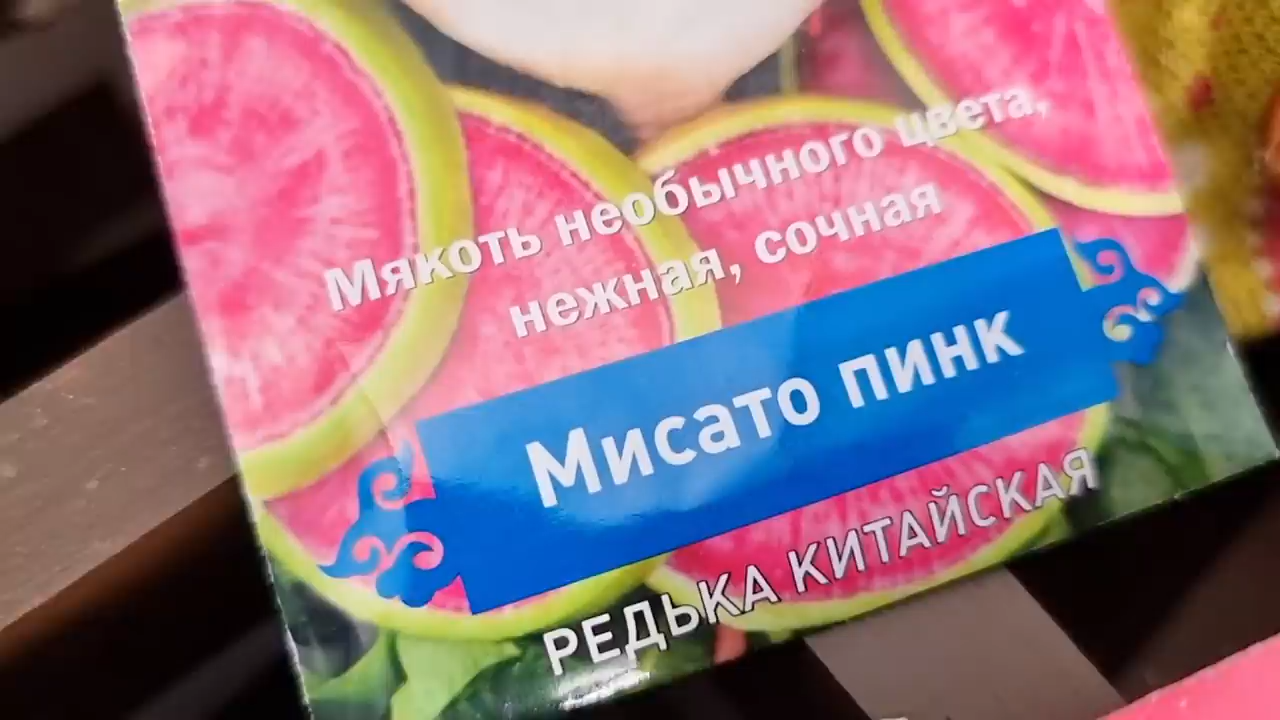 Мякоть необычного цвета,
нежная, сочная
Мисато пинк
РЕДЬКА КИТАЙСКАЯ